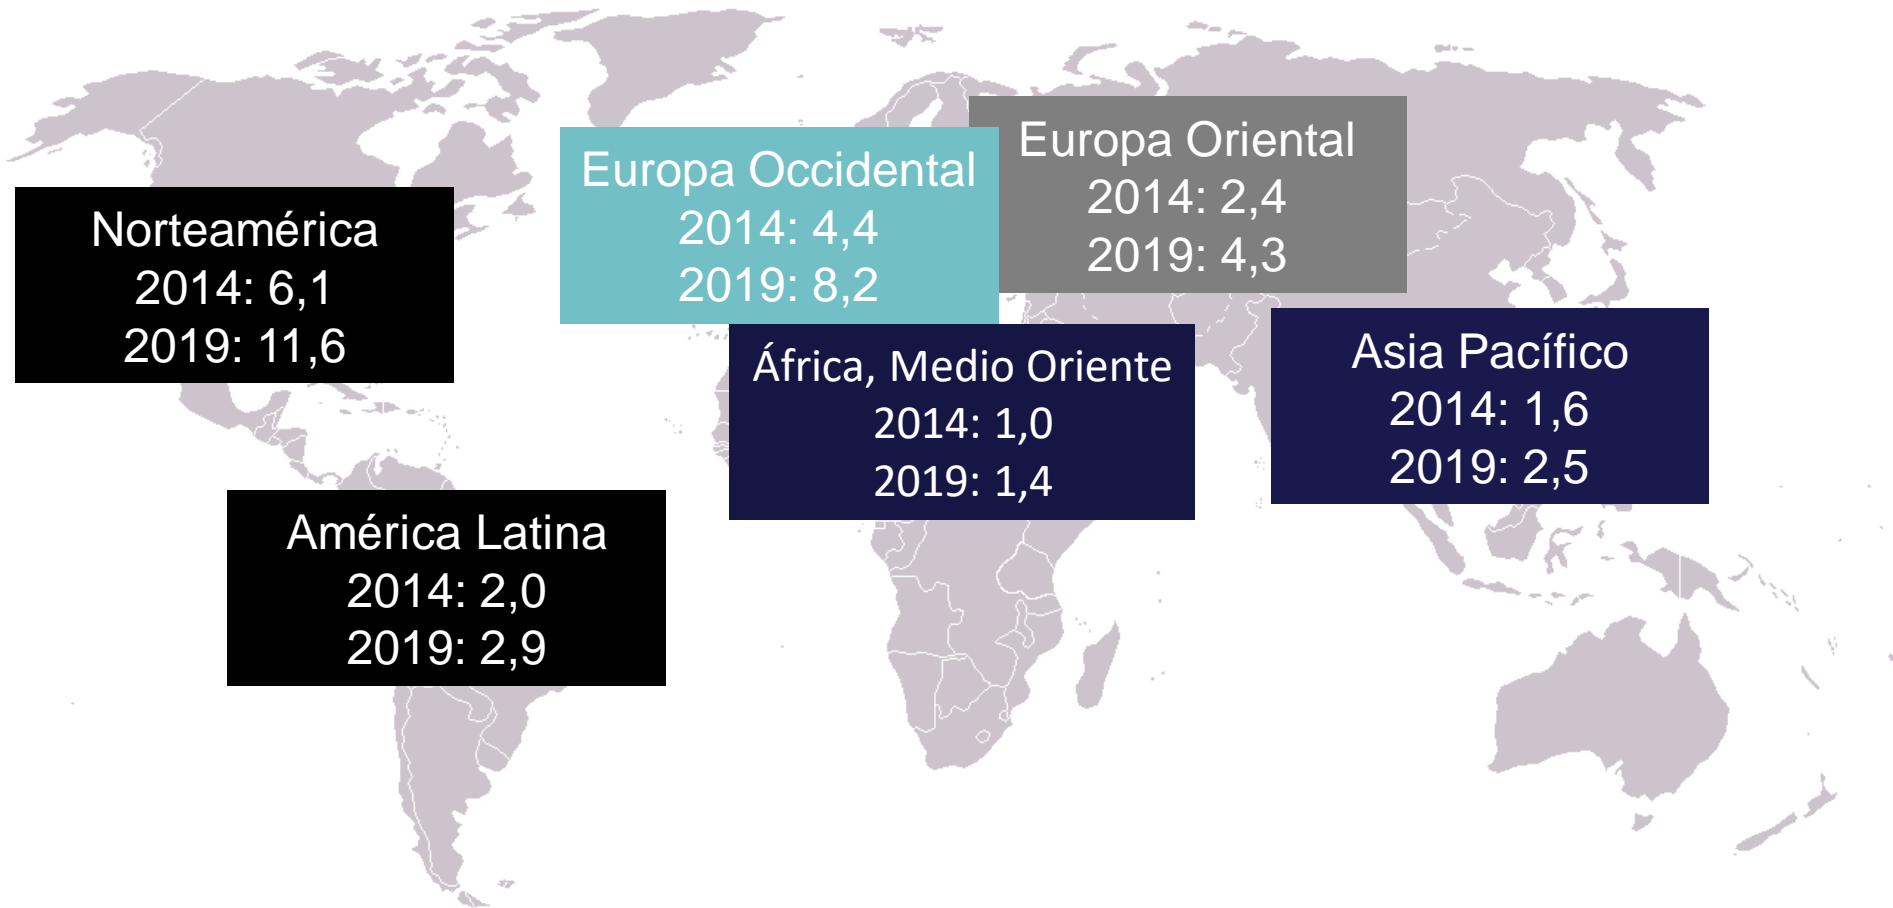 Norteamérica
2014: 6,1
2019: 11,6
Europa Occidental
2014: 4,4
2019: 8,2
Europa Oriental
2014: 2,4
2019: 4,3
África, Medio Oriente
2014: 1,0
2019: 1,4
Asia Pacífico
2014: 1,6
2019: 2,5
América Latina
2014: 2,0
2019: 2,9